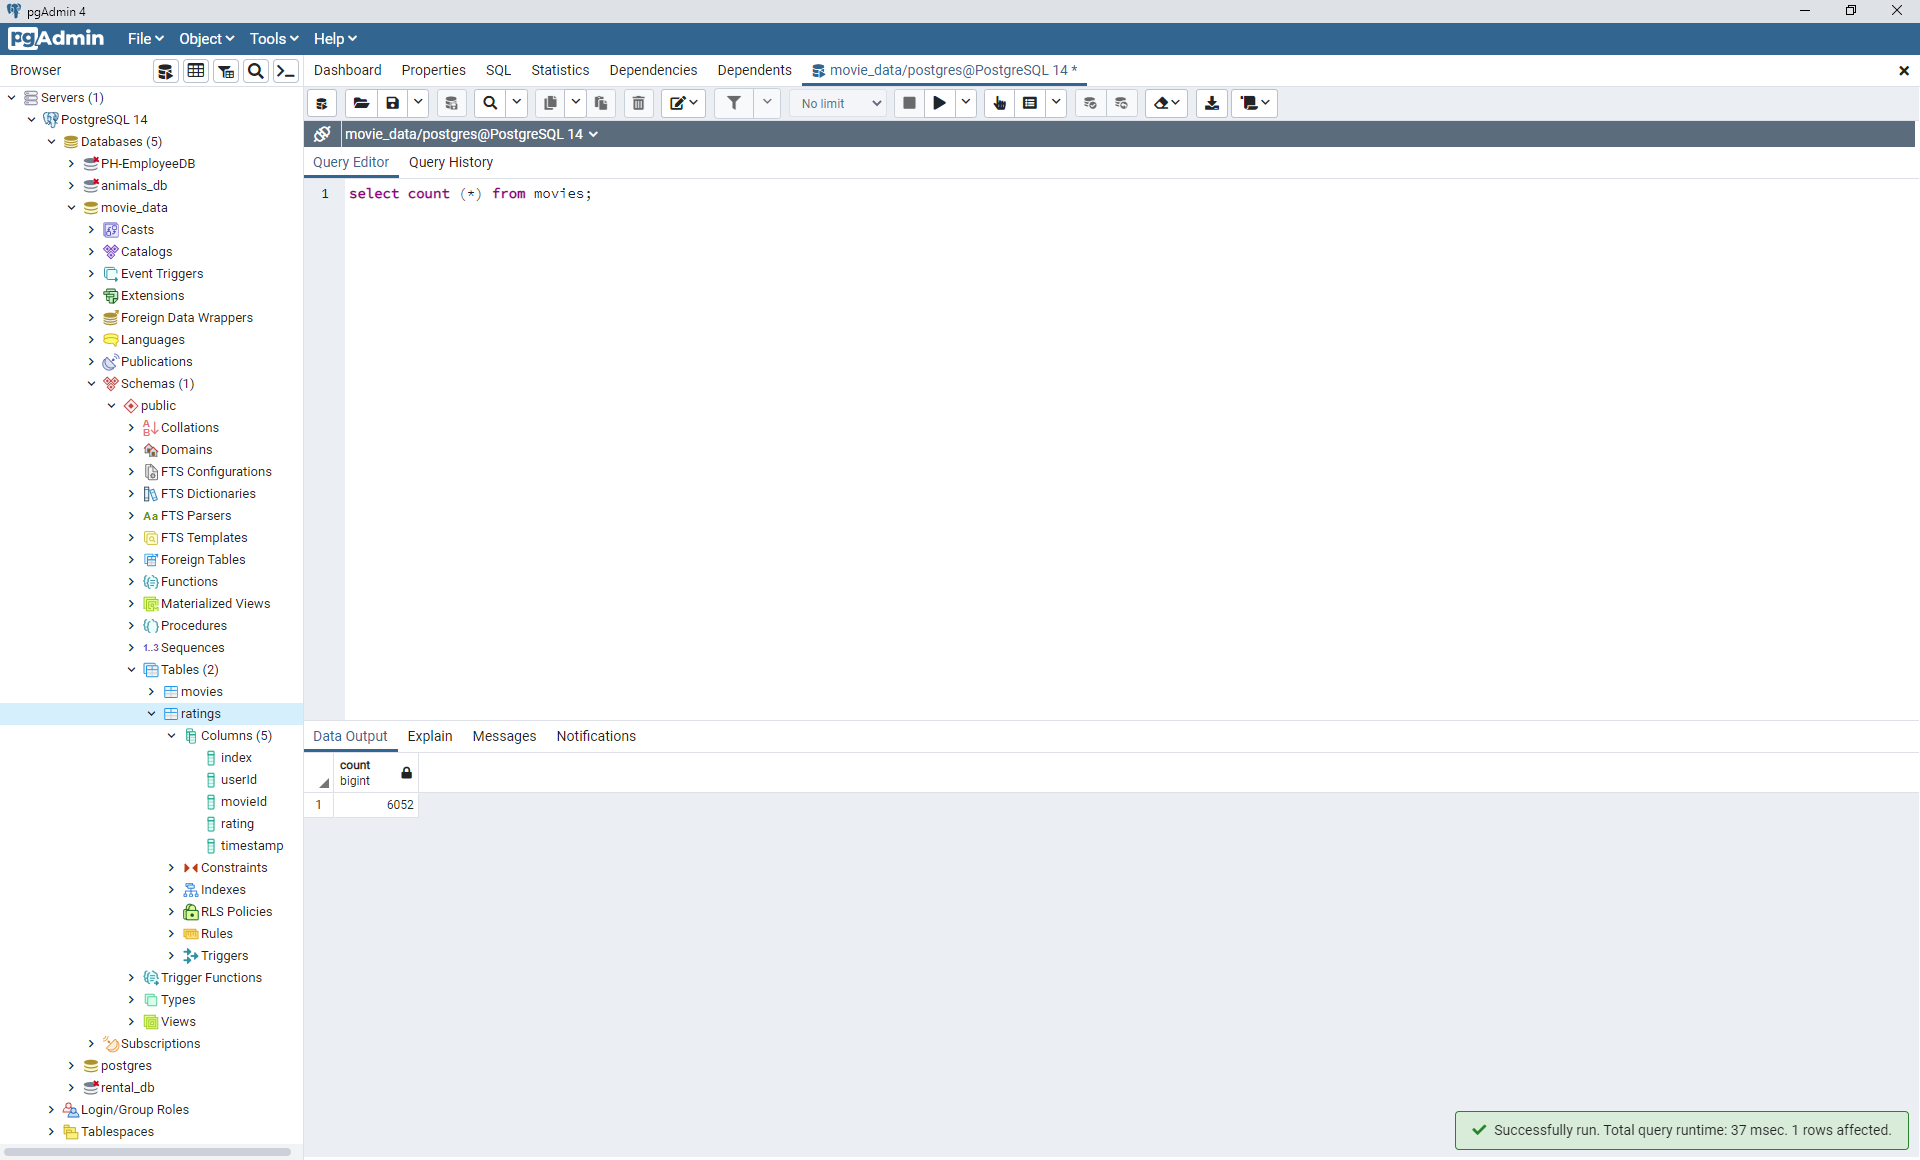 pgAdmin 4
pgAdmin File Object Tools Help
Browser
Dashboard Properties SQL Statistics Dependencies Dependents movie_data/postgres@PostgreSQL 14 *
No limit
movie_data/postgres@PostgreSQL 14
Query Editor Query History
1 select count (*) from movies;
Servers (1)
PostgreSQL 14
Databases (5)
PH-EmployeeDB
animals_db
movie_data
Casts
Catalogs
Event Triggers
Extensions
Foreign Data Wrappers
Languages
Publications
Schemas (1)
public
Collations
Domains
FTS Configurations
FTS Dictionaries
Aa FTS Parsers
FTS Templates
Foreign Tables
Functions
Materialized Views
Procedures
1..3 Sequences
Tables (2)
movies
ratings
Columns (5)
index
userId
movieId
rating
timestamp
Constraints
Indexes
RLS Policies
Rules
Triggers
Trigger Functions
Types
Views
Subscriptions
postgres
rental_db
Login/Group Roles
Tablespaces
Data Output Explain Messages Notifications
count
bigint
1 6052
Successfully run. Total query runtime: 37 msec. 1 rows affected.